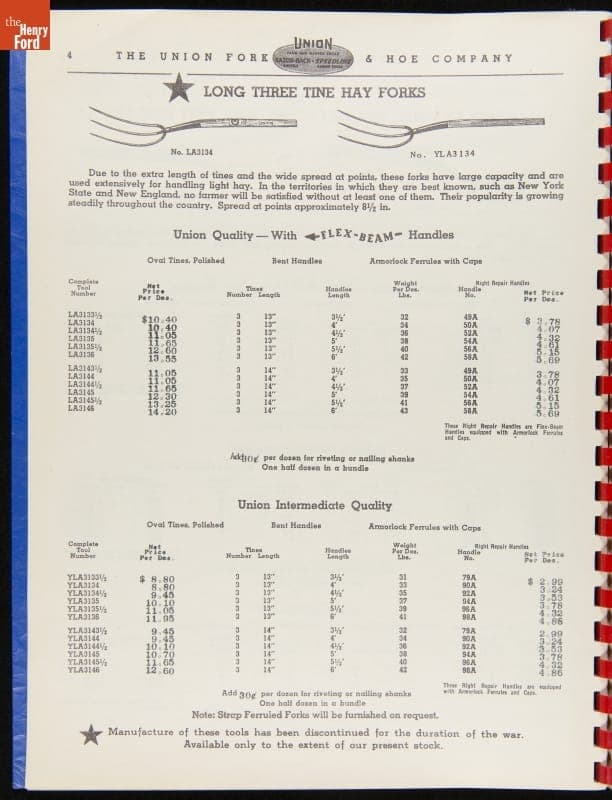 the
Henry
Ford
4 THE UNION FORK UNION RAZOR-BACK SPEEDLINE & HOE COMPANY
★ LONG THREE TINE HAY FORKS
No. LA3134 No. YLA3134
Due to the extra length of tines and the wide spread at points, these forks have large capacity and are
used extensively for handling light hay. In the territories in which they are best known, such as New York
State and New England, no farmer will be satisfied without at least one of them. Their popularity is growing
steadily throughout the country. Spread at points approximately 8½ in.
Union Quality — With FLEX-BEAM Handles
Oval Tines, Polished Bent Handles Armorlock Ferrules with Caps
Complete Tool Number Net Price Per Doz. Tines Number Length Handles Length Weight Per Doz. Lbs. Right Repair Handles Handle No. Net Price Per Doz.
LA3133½ $10.40 3 13" 3½' 32 49A $ 3.78
LA3134 10.40 3 13" 4' 34 50A 4.07
LA3134½ 11.05 3 13" 4½' 36 52A 4.32
LA3135 11.65 3 13" 5' 38 54A 4.61
LA3135½ 12.60 3 13" 5½' 40 56A 5.15
LA3136 13.55 3 13" 6' 42 58A 5.69
LA3143½ 11.05 3 14" 3½' 33 49A 3.78
LA3144 11.05 3 14" 4' 35 50A 4.07
LA3144½ 11.65 3 14" 4½' 37 52A 4.32
LA3145 12.30 3 14" 5' 39 54A 4.61
LA3145½ 13.25 3 14" 5½' 41 56A 5.15
LA3146 14.20 3 14" 6' 43 58A 5.69
These Right Repair Handles are Flex-Beam
Handles equipped with Armorlock Ferrules
and Caps.
Add 30¢ per dozen for riveting or nailing shanks
One half dozen in a bundle
Union Intermediate Quality
Oval Tines, Polished Bent Handles Armorlock Ferrules with Caps
Complete Tool Number Net Price Per Doz. Tines Number Length Handles Length Weight Per Doz. Lbs. Right Repair Handles Handle No. Net Price Per Doz.
YLA3133½ $ 8.80 3 13" 3½' 31 79A $ 2.99
YLA3134 8.80 3 13" 4' 33 90A 3.24
YLA3134½ 9.45 3 13" 4½' 35 92A 3.53
YLA3135 10.10 3 13" 5' 37 94A 3.78
YLA3135½ 11.05 3 13" 5½' 39 96A 4.32
YLA3136 11.95 3 13" 6' 41 98A 4.86
YLA3143½ 9.45 3 14" 3½' 32 79A 2.99
YLA3144 9.45 3 14" 4' 34 90A 3.24
YLA3144½ 10.10 3 14" 4½' 36 92A 3.53
YLA3145 10.70 3 14" 5' 38 94A 3.78
YLA3145½ 11.65 3 14" 5½' 40 96A 4.32
YLA3146 12.60 3 14" 6' 42 98A 4.86
These Right Repair Handles are equipped
with Armorlock Ferrules and Caps.
Add 30¢ per dozen for riveting or nailing shanks
One half dozen in a bundle
Note: Strap Ferruled Forks will be furnished on request.
★ Manufacture of these tools has been discontinued for the duration of the war.
Available only to the extent of our present stock.